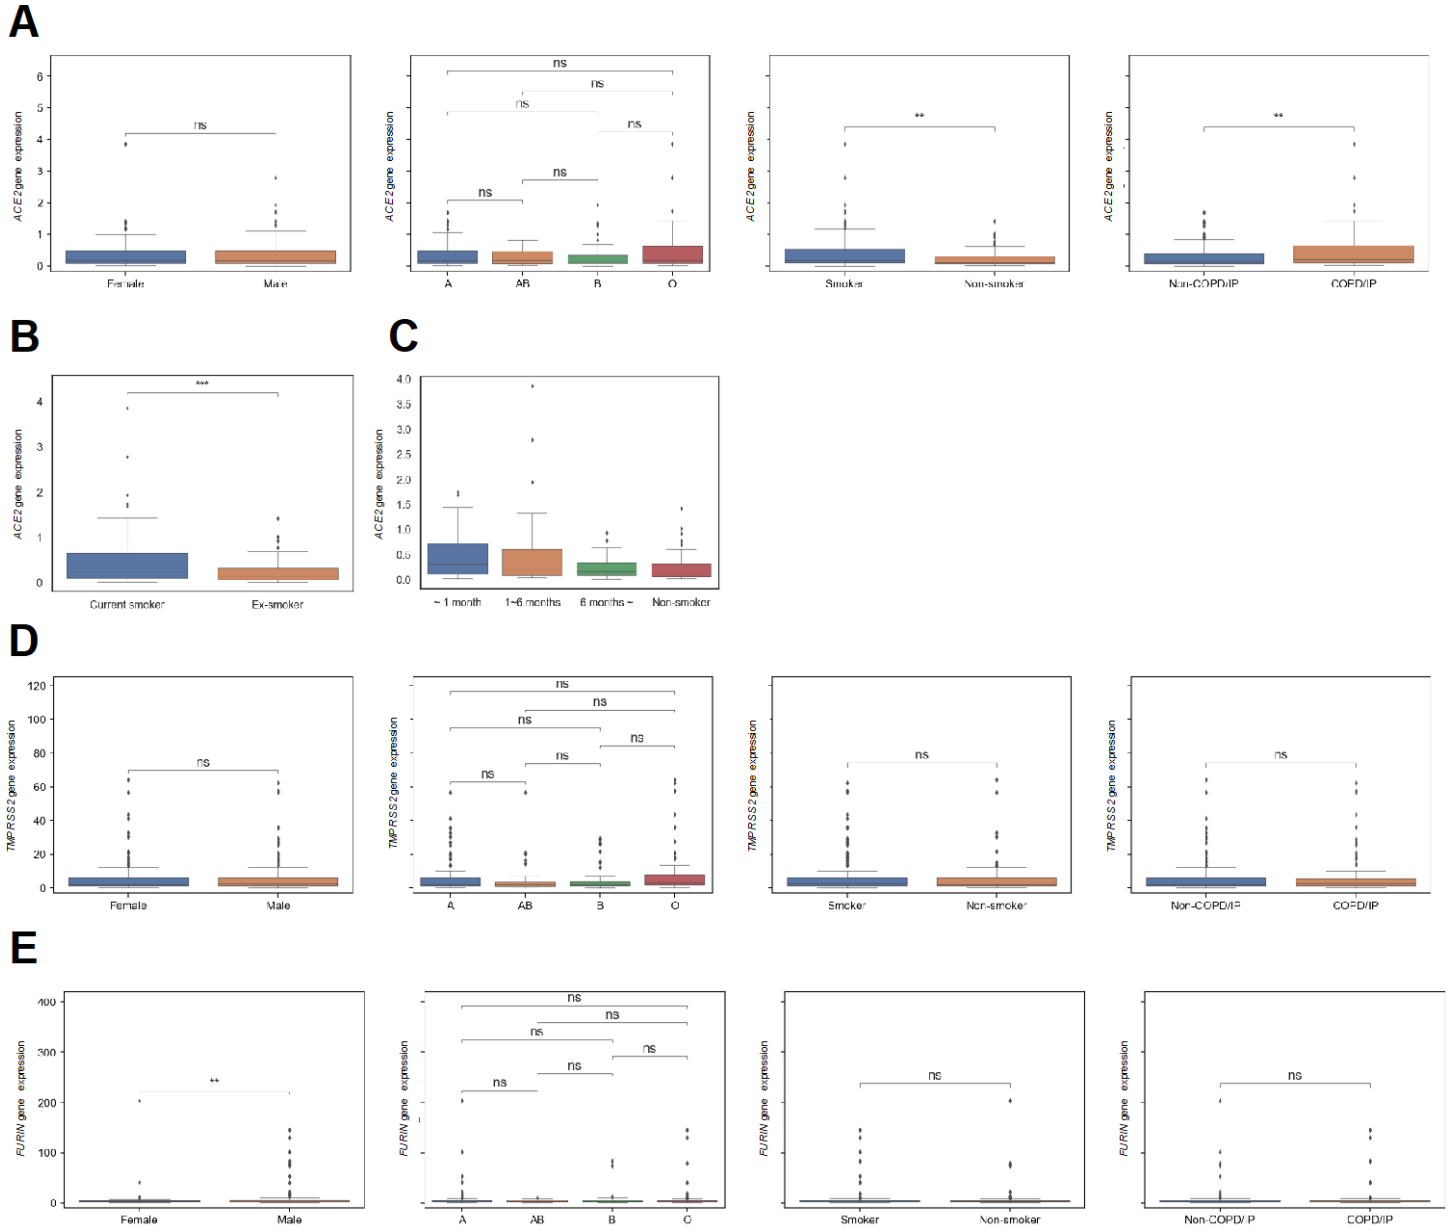 A
ACE2 gene expression
6
5
4
3
2
1
0
ns
Female Male
ACE2 gene expression
ns
ns
ns
ns
ns
ns
A AB B O
ACE2 gene expression
**
Smoker Non-smoker
ACE2 gene expression
**
Non-COPD/IP COPD/IP
B
ACE2 gene expression
4
3
2
1
0
***
Current smoker Ex-smoker
C
ACE2 gene expression
4.0
3.5
3.0
2.5
2.0
1.5
1.0
0.5
0.0
~ 1 month 1~6 months 6 months ~ Non-smoker
D
TMPRSS2 gene expression
120
100
80
60
40
20
0
ns
Female Male
TMPRSS2 gene expression
ns
ns
ns
ns
ns
ns
A AB B O
TMPRSS2 gene expression
ns
Smoker Non-smoker
TMPRSS2 gene expression
ns
Non-COPD/IP COPD/IP
E
FURIN gene expression
400
300
200
100
0
**
Female Male
FURIN gene expression
ns
ns
ns
ns
ns
ns
A AB B O
FURIN gene expression
ns
Smoker Non-smoker
FURIN gene expression
ns
Non-COPD/IP COPD/IP